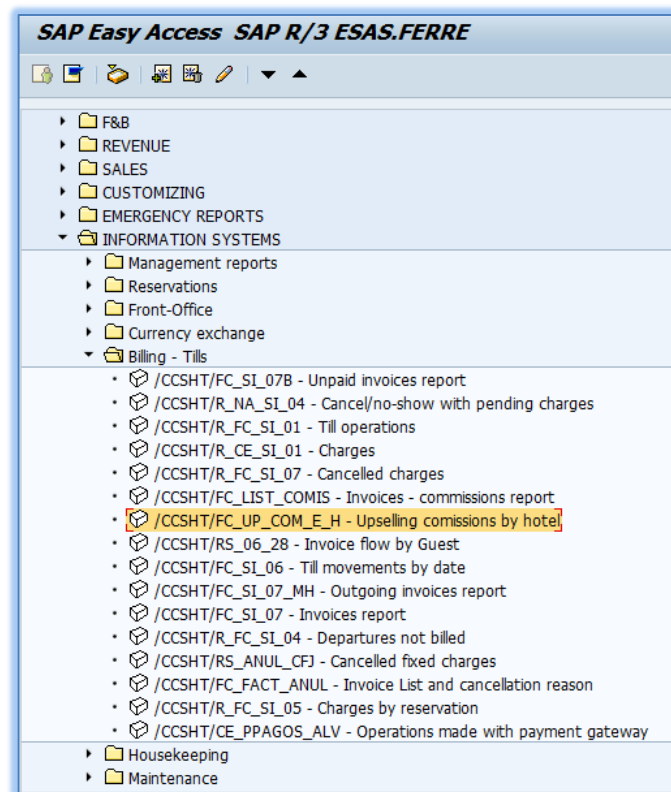 SAP Easy Access SAP R/3 ESAS.FERRE
F&B
REVENUE
SALES
CUSTOMIZING
EMERGENCY REPORTS
INFORMATION SYSTEMS
Management reports
Reservations
Front-Office
Currency exchange
Billing - Tills
/CCSHT/FC_SI_07B - Unpaid invoices report
/CCSHT/R_NA_SI_04 - Cancel/no-show with pending charges
/CCSHT/R_FC_SI_01 - Till operations
/CCSHT/R_CE_SI_01 - Charges
/CCSHT/R_FC_SI_07 - Cancelled charges
/CCSHT/FC_LIST_COMIS - Invoices - commissions report
/CCSHT/FC_UP_COM_E_H - Upselling comissions by hotel
/CCSHT/RS_06_28 - Invoice flow by Guest
/CCSHT/FC_SI_06 - Till movements by date
/CCSHT/FC_SI_07_MH - Outgoing invoices report
/CCSHT/FC_SI_07 - Invoices report
/CCSHT/R_FC_SI_04 - Departures not billed
/CCSHT/RS_ANUL_CFJ - Cancelled fixed charges
/CCSHT/FC_FACT_ANUL - Invoice List and cancellation reason
/CCSHT/R_FC_SI_05 - Charges by reservation
/CCSHT/CE_PPAGOS_ALV - Operations made with payment gateway
Housekeeping
Maintenance